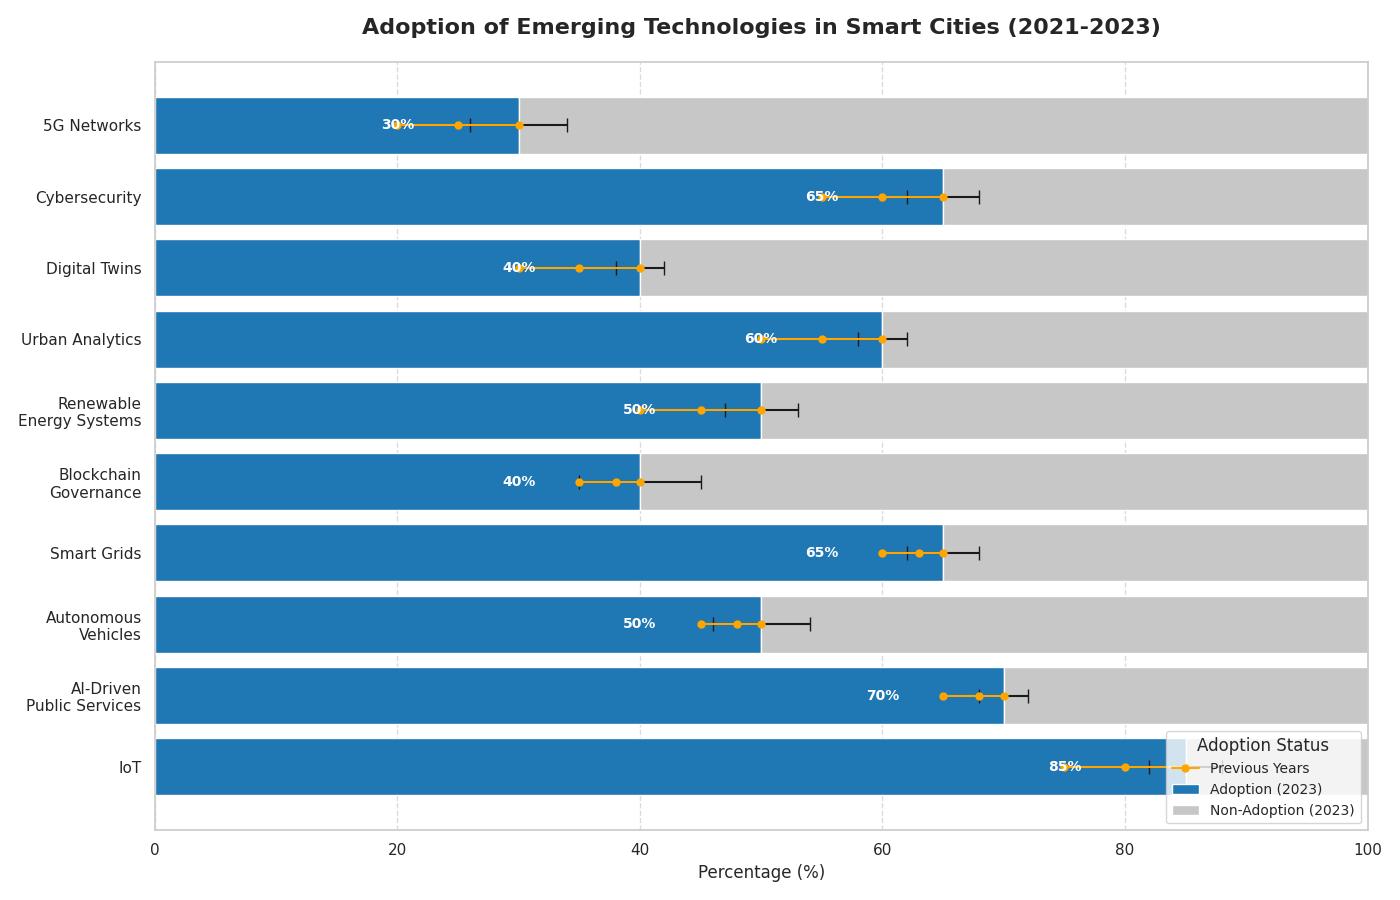 Adoption of Emerging Technologies in Smart Cities (2021-2023)
5G Networks
30%
Cybersecurity
65%
Digital Twins
40%
Urban Analytics
60%
Renewable
Energy Systems
50%
Blockchain
Governance
40%
Smart Grids
65%
Autonomous
Vehicles
50%
AI-Driven
Public Services
70%
IoT
85%
Adoption Status
Previous Years
Adoption (2023)
Non-Adoption (2023)
0 20 40 60 80 100
Percentage (%)